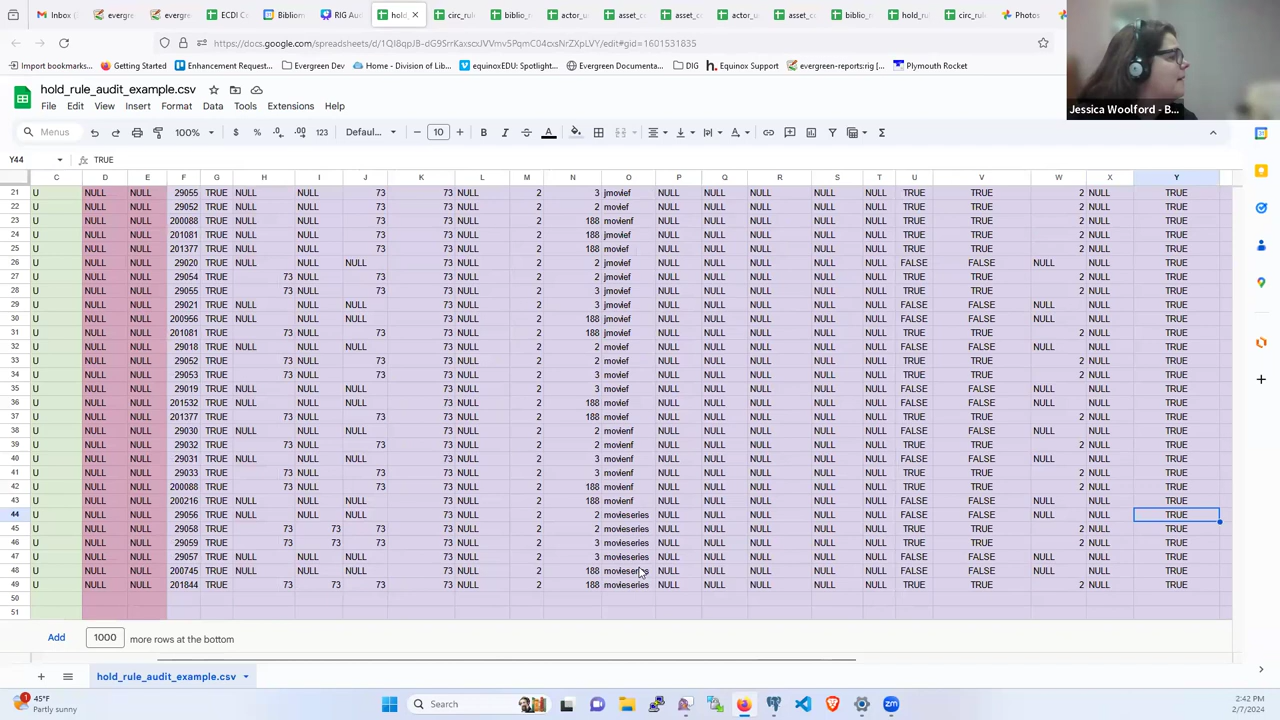 Inbox (
evergre
evergre
ECDI Cc
Bibliom
RIG Au
hold_
circ_ru
biblio_m
actor_u
asset_co
asset_cc
actor_u
asset_c
biblio_
hold_ru
circ_ru
Photos
https://docs.google.com/spreadsheets/d/1QI8qpJB-dG9SrrKaxscxJVVmv5PqmC04cxsNrZXpLVY/edit#gid=1601531835
Import bookmarks... Getting Started Enhancement Request... Evergreen Dev Home - Division of Lib... equinoxEDU: Spotlight... Evergreen Documenta... DIG Equinox Support evergreen-reports:rig [... Plymouth Rocket
Jessica Woolford - B...
hold_rule_audit_example.csv
File Edit View Insert Format Data Tools Extensions Help
Menus 100% $ % .0 .00 123 Defaul... 10
Y44 TRUE
C D E F G H I J K L M N O P Q R S T U V W X Y
21 U NULL NULL 29055 TRUE NULL NULL 73 73 NULL 2 3 jmovief NULL NULL NULL NULL NULL TRUE TRUE 2 NULL TRUE
22 U NULL NULL 29052 TRUE NULL NULL 73 73 NULL 2 2 movief NULL NULL NULL NULL NULL TRUE TRUE 2 NULL TRUE
23 U NULL NULL 200088 TRUE NULL NULL 73 73 NULL 2 188 movienf NULL NULL NULL NULL NULL TRUE TRUE 2 NULL TRUE
24 U NULL NULL 201081 TRUE NULL NULL 73 73 NULL 2 188 jmovief NULL NULL NULL NULL NULL TRUE TRUE 2 NULL TRUE
25 U NULL NULL 201377 TRUE NULL NULL 73 73 NULL 2 188 movief NULL NULL NULL NULL NULL TRUE TRUE 2 NULL TRUE
26 U NULL NULL 29020 TRUE NULL NULL NULL 73 NULL 2 2 jmovief NULL NULL NULL NULL NULL FALSE FALSE NULL NULL TRUE
27 U NULL NULL 29054 TRUE 73 NULL 73 73 NULL 2 2 jmovief NULL NULL NULL NULL NULL TRUE TRUE 2 NULL TRUE
28 U NULL NULL 29055 TRUE 73 NULL 73 73 NULL 2 3 jmovief NULL NULL NULL NULL NULL TRUE TRUE 2 NULL TRUE
29 U NULL NULL 29021 TRUE NULL NULL NULL 73 NULL 2 3 jmovief NULL NULL NULL NULL NULL FALSE FALSE NULL NULL TRUE
30 U NULL NULL 200956 TRUE NULL NULL NULL 73 NULL 2 188 jmovief NULL NULL NULL NULL NULL FALSE FALSE NULL NULL TRUE
31 U NULL NULL 201081 TRUE 73 NULL 73 73 NULL 2 188 jmovief NULL NULL NULL NULL NULL TRUE TRUE 2 NULL TRUE
32 U NULL NULL 29018 TRUE NULL NULL NULL 73 NULL 2 2 movief NULL NULL NULL NULL NULL FALSE FALSE NULL NULL TRUE
33 U NULL NULL 29052 TRUE 73 NULL 73 73 NULL 2 2 movief NULL NULL NULL NULL NULL TRUE TRUE 2 NULL TRUE
34 U NULL NULL 29053 TRUE 73 NULL 73 73 NULL 2 3 movief NULL NULL NULL NULL NULL TRUE TRUE 2 NULL TRUE
35 U NULL NULL 29019 TRUE NULL NULL NULL 73 NULL 2 3 movief NULL NULL NULL NULL NULL FALSE FALSE NULL NULL TRUE
36 U NULL NULL 201532 TRUE NULL NULL NULL 73 NULL 2 188 movief NULL NULL NULL NULL NULL FALSE FALSE NULL NULL TRUE
37 U NULL NULL 201377 TRUE 73 NULL 73 73 NULL 2 188 movief NULL NULL NULL NULL NULL TRUE TRUE 2 NULL TRUE
38 U NULL NULL 29030 TRUE NULL NULL NULL 73 NULL 2 2 movienf NULL NULL NULL NULL NULL FALSE FALSE NULL NULL TRUE
39 U NULL NULL 29032 TRUE 73 NULL 73 73 NULL 2 2 movienf NULL NULL NULL NULL NULL TRUE TRUE 2 NULL TRUE
40 U NULL NULL 29031 TRUE NULL NULL NULL 73 NULL 2 3 movienf NULL NULL NULL NULL NULL FALSE FALSE NULL NULL TRUE
41 U NULL NULL 29033 TRUE 73 NULL 73 73 NULL 2 3 movienf NULL NULL NULL NULL NULL TRUE TRUE 2 NULL TRUE
42 U NULL NULL 200088 TRUE 73 NULL 73 73 NULL 2 188 movienf NULL NULL NULL NULL NULL TRUE TRUE 2 NULL TRUE
43 U NULL NULL 200216 TRUE NULL NULL NULL 73 NULL 2 188 movienf NULL NULL NULL NULL NULL FALSE FALSE NULL NULL TRUE
44 U NULL NULL 29056 TRUE NULL NULL NULL 73 NULL 2 2 movieseries NULL NULL NULL NULL NULL FALSE FALSE NULL NULL TRUE
45 U NULL NULL 29058 TRUE 73 73 73 73 NULL 2 2 movieseries NULL NULL NULL NULL NULL TRUE TRUE 2 NULL TRUE
46 U NULL NULL 29059 TRUE 73 73 73 73 NULL 2 3 movieseries NULL NULL NULL NULL NULL TRUE TRUE 2 NULL TRUE
47 U NULL NULL 29057 TRUE NULL NULL NULL 73 NULL 2 3 movieseries NULL NULL NULL NULL NULL FALSE FALSE NULL NULL TRUE
48 U NULL NULL 200745 TRUE NULL NULL NULL 73 NULL 2 188 movieseries NULL NULL NULL NULL NULL FALSE FALSE NULL NULL TRUE
49 U NULL NULL 201844 TRUE 73 73 73 73 NULL 2 188 movieseries NULL NULL NULL NULL NULL TRUE TRUE 2 NULL TRUE
50
51
Add 1000 more rows at the bottom
hold_rule_audit_example.csv
45°F
Partly sunny
Search
2:42 PM
2/7/2024